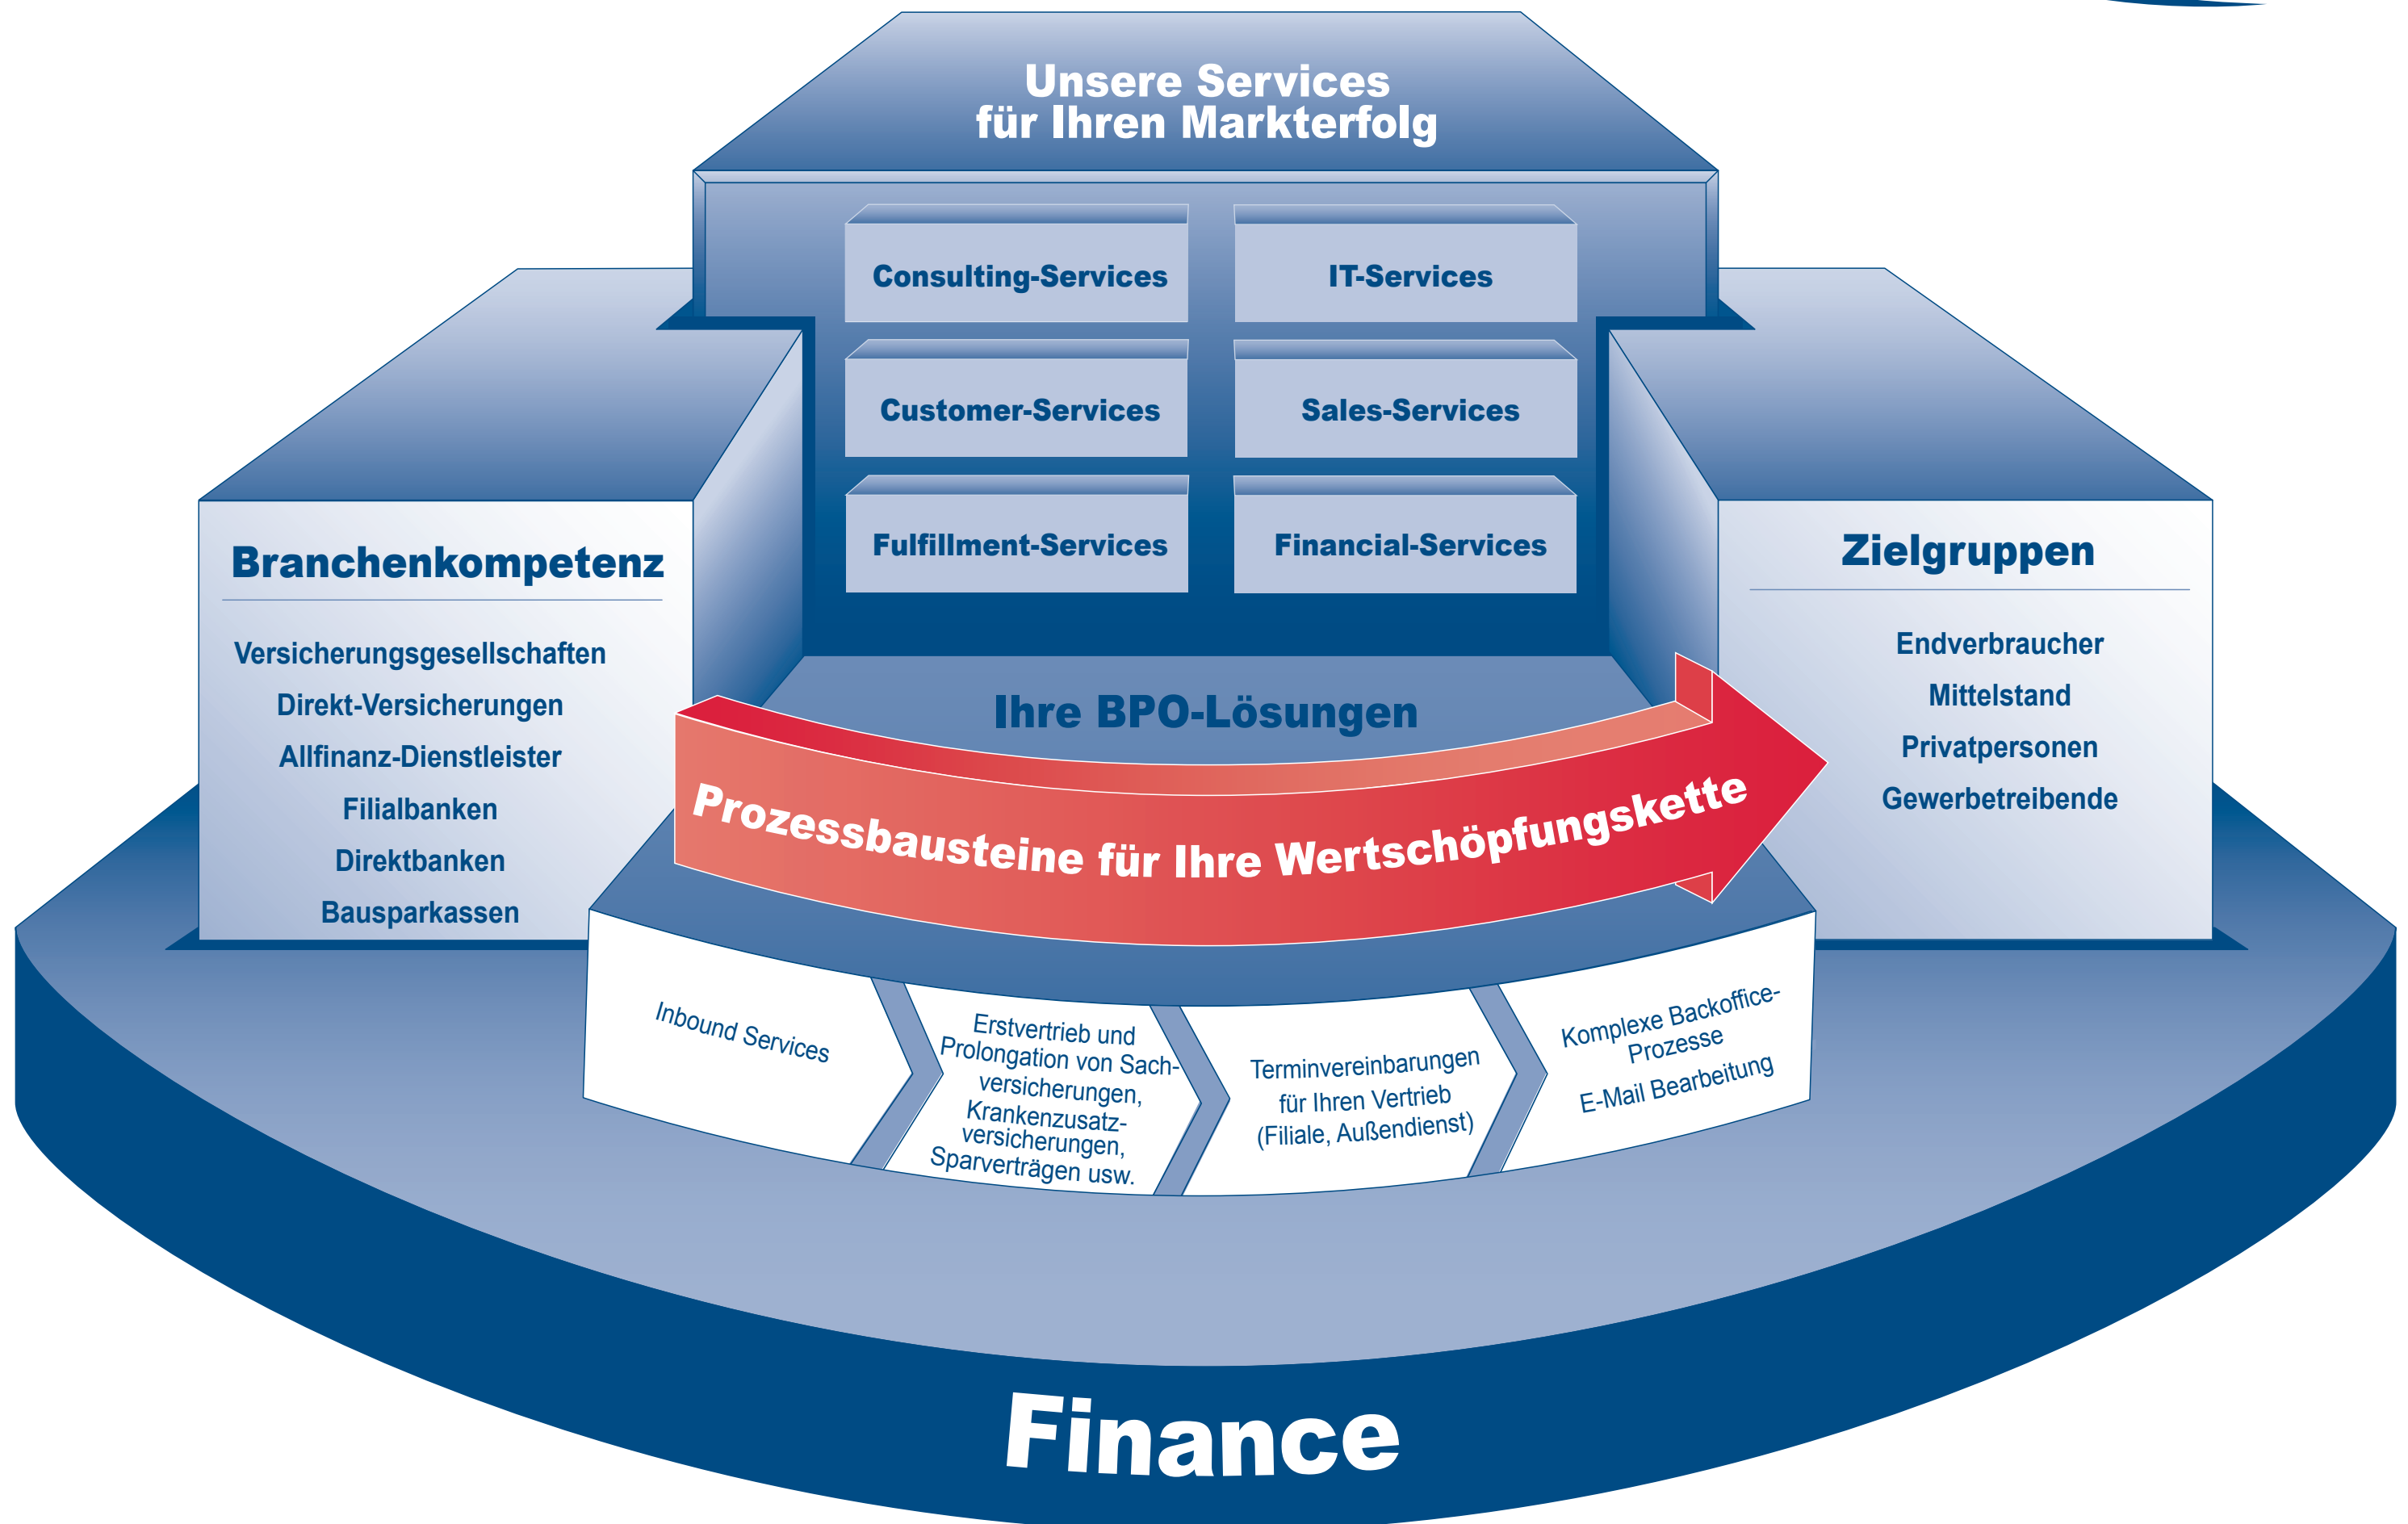 Unsere Services
für Ihren Markterfolg
Consulting-Services
IT-Services
Customer-Services
Sales-Services
Fulfillment-Services
Financial-Services
Branchenkompetenz
Versicherungsgesellschaften
Direkt-Versicherungen
Allfinanz-Dienstleister
Filialbanken
Direktbanken
Bausparkassen
Zielgruppen
Endverbraucher
Mittelstand
Privatpersonen
Gewerbetreibende
Ihre BPO-Lösungen
Prozessbausteine für Ihre Wertschöpfungskette
Inbound Services
Erstvertrieb und
Prolongation von Sach-
versicherungen,
Krankenzusatz-
versicherungen,
Sparverträgen usw.
Terminvereinbarungen
für Ihren Vertrieb
(Filiale, Außendienst)
Komplexe Backoffice-
Prozesse
E-Mail Bearbeitung
Finance